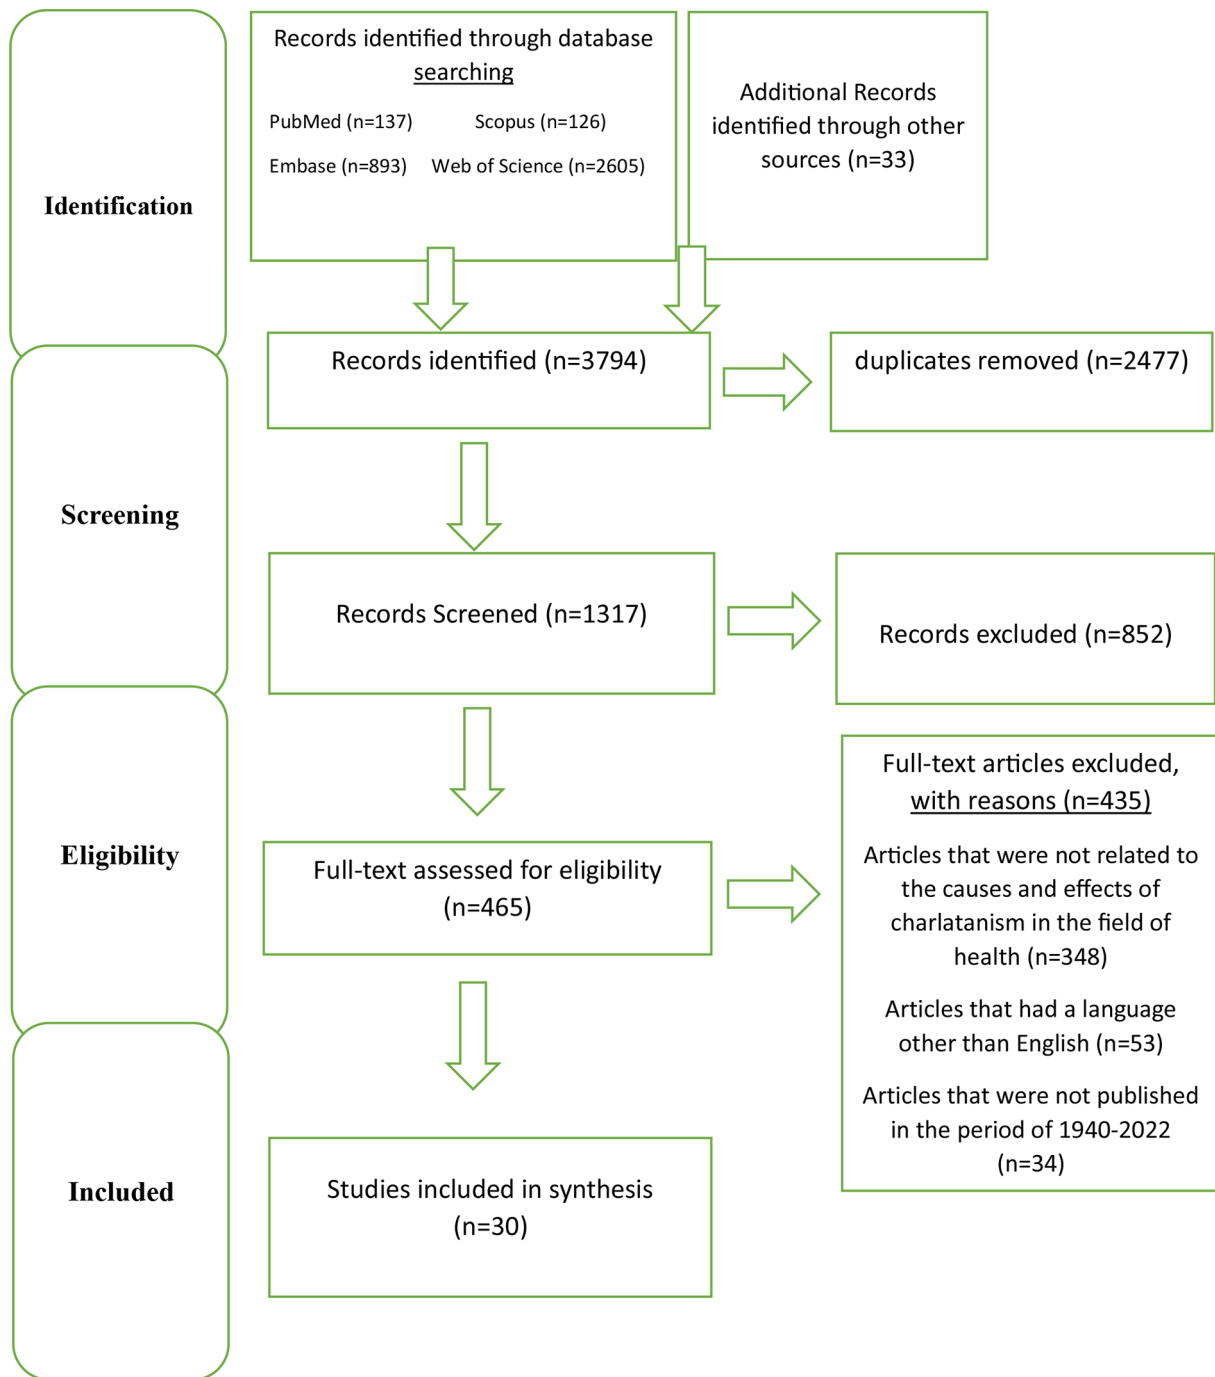 Identification
Records identified through database
searching
PubMed (n=137) Scopus (n=126)
Embase (n=893) Web of Science (n=2605)
Additional Records
identified through other
sources (n=33)
Records identified (n=3794)
duplicates removed (n=2477)
Screening
Records Screened (n=1317)
Records excluded (n=852)
Eligibility
Full-text assessed for eligibility
(n=465)
Full-text articles excluded,
with reasons (n=435)
Articles that were not related to
the causes and effects of
charlatanism in the field of
health (n=348)
Articles that had a language
other than English (n=53)
Articles that were not published
in the period of 1940-2022
(n=34)
Included
Studies included in synthesis
(n=30)